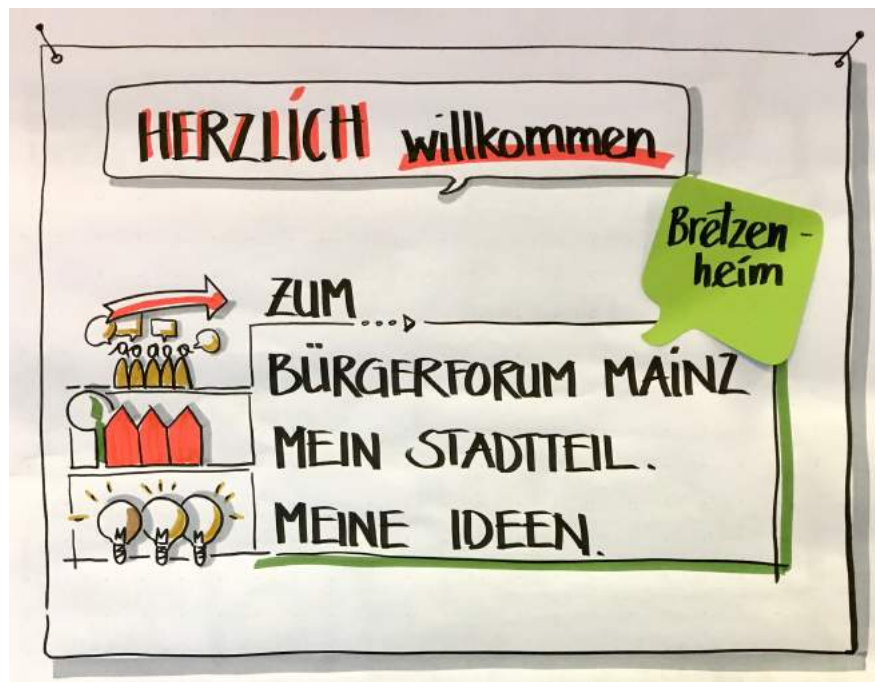 HERZLICH willkommen
Bretzen-
heim
ZUM
BÜRGERFORUM MAINZ
MEIN STADTTEIL.
MEINE IDEEN.